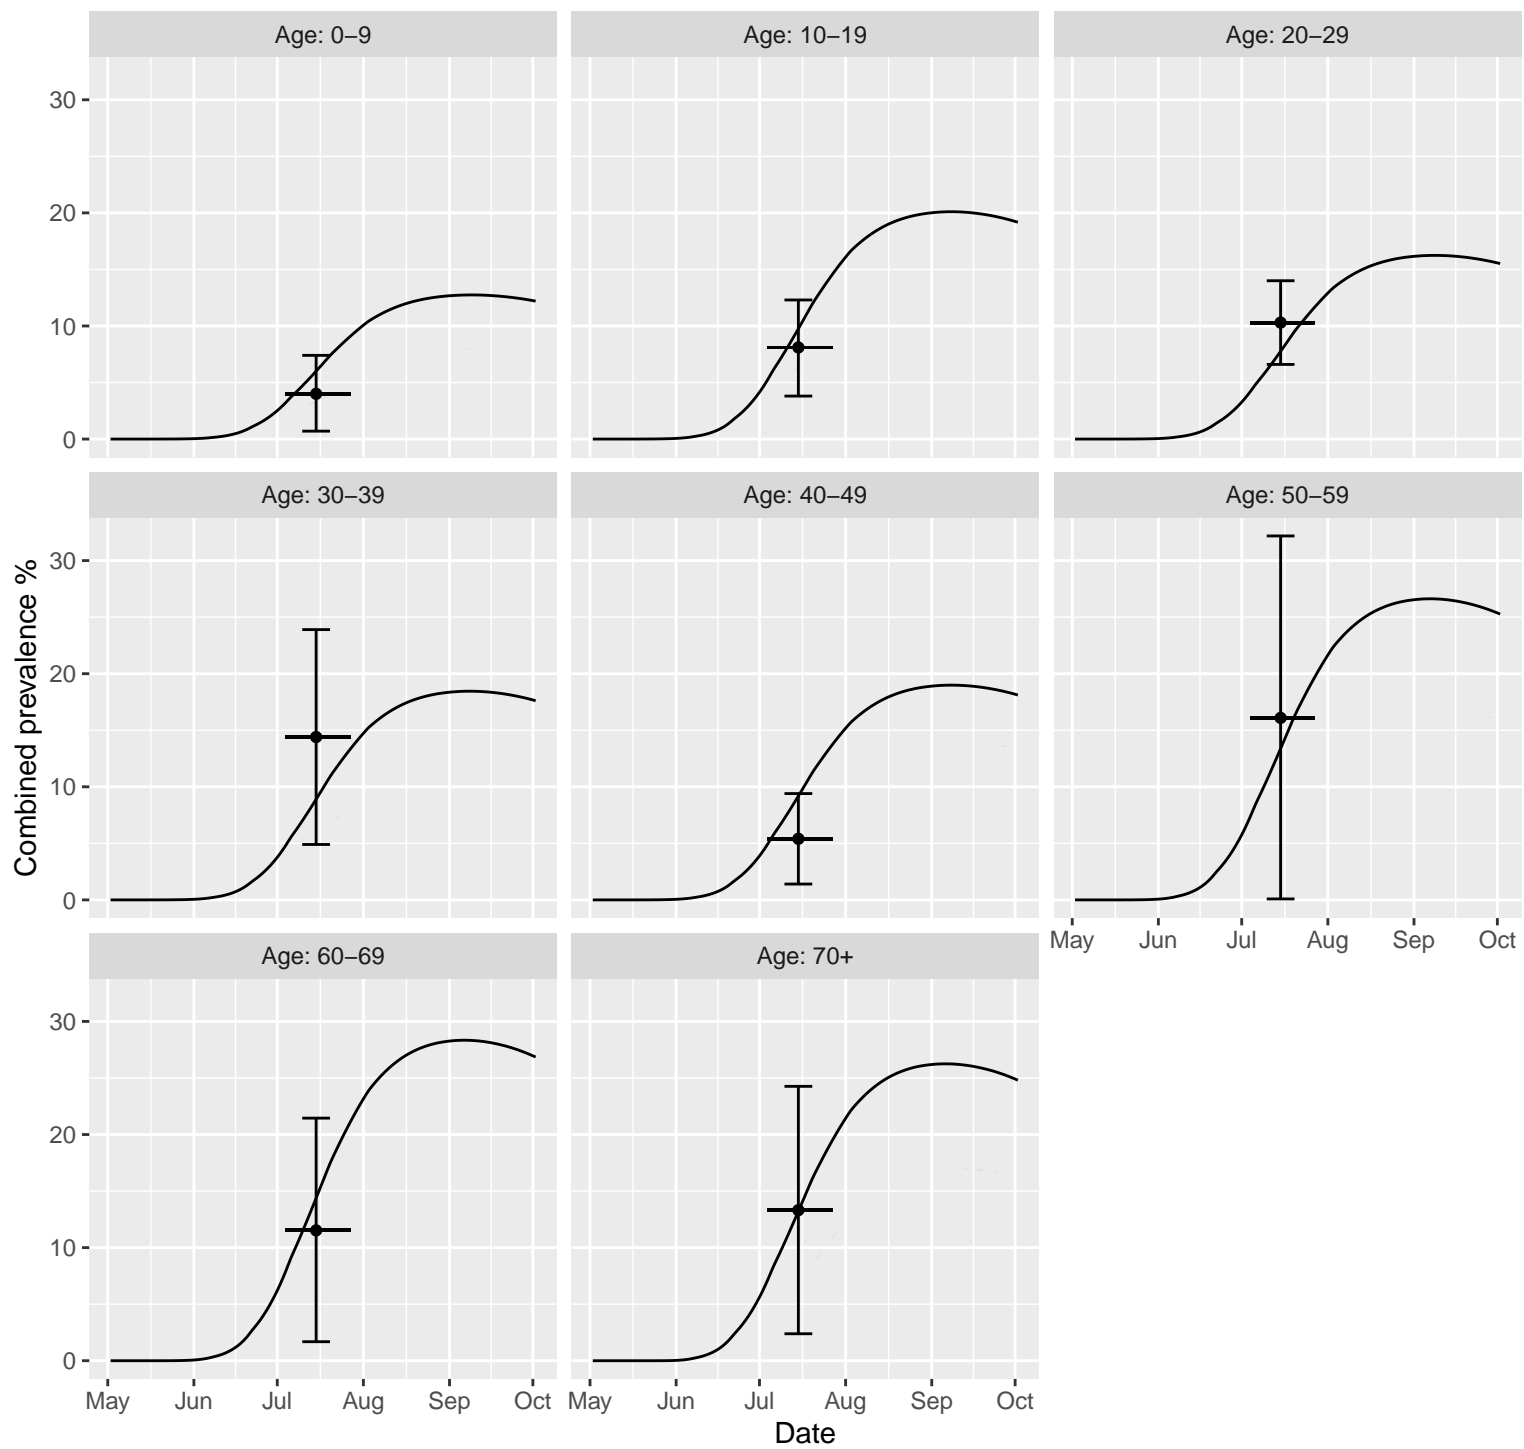 Age: 0–9
Age: 10–19
Age: 20–29
30
20
10
0
Age: 30–39
Age: 40–49
Age: 50–59
30
20
10
0
May Jun Jul Aug Sep Oct
Age: 60–69
Age: 70+
30
20
10
0
May Jun Jul Aug Sep Oct
May Jun Jul Aug Sep Oct
Date
Combined prevalence %